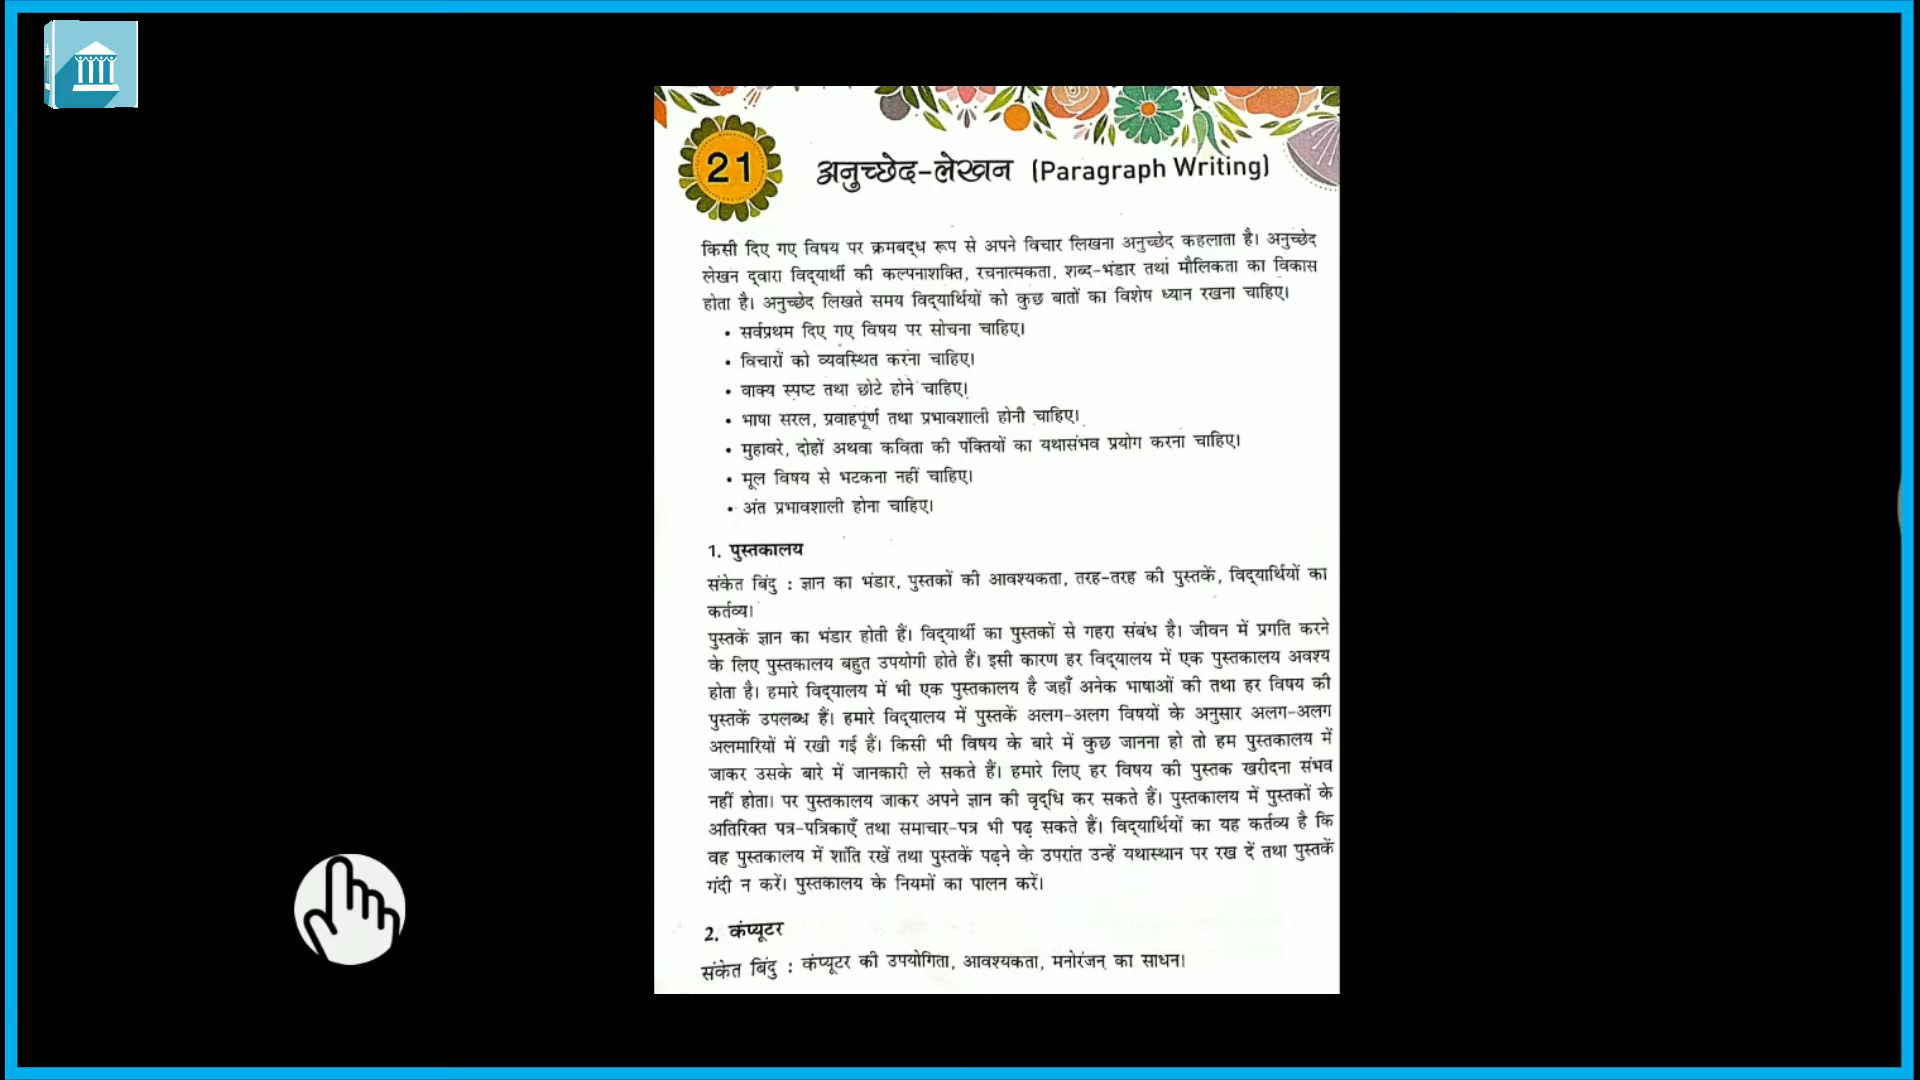 21
अनुच्छेद-लेखन (Paragraph Writing)
किसी दिए गए विषय पर क्रमबद्ध रूप से अपने विचार लिखना अनुच्छेद कहलाता है। अनुच्छेद
लेखन द्वारा विद्यार्थी की कल्पनाशक्ति, रचनात्मकता, शब्द-भंडार तथा मौलिकता का विकास
होता है। अनुच्छेद लिखते समय विद्यार्थियों को कुछ बातों का विशेष ध्यान रखना चाहिए।
• सर्वप्रथम दिए गए विषय पर सोचना चाहिए।
• विचारों को व्यवस्थित करना चाहिए।
• वाक्य स्पष्ट तथा छोटे होने चाहिए।
• भाषा सरल, प्रवाहपूर्ण तथा प्रभावशाली होनी चाहिए।
• मुहावरे, दोहों अथवा कविता की पंक्तियों का यथासंभव प्रयोग करना चाहिए।
• मूल विषय से भटकना नहीं चाहिए।
• अंत प्रभावशाली होना चाहिए।
1. पुस्तकालय
संकेत बिंदु : ज्ञान का भंडार, पुस्तकों की आवश्यकता, तरह-तरह की पुस्तकें, विद्यार्थियों का
कर्तव्य।
पुस्तकें ज्ञान का भंडार होती हैं। विद्यार्थी का पुस्तकों से गहरा संबंध है। जीवन में प्रगति करने
के लिए पुस्तकालय बहुत उपयोगी होते हैं। इसी कारण हर विद्यालय में एक पुस्तकालय अवश्य
होता है। हमारे विद्यालय में भी एक पुस्तकालय है जहाँ अनेक भाषाओं की तथा हर विषय की
पुस्तकें उपलब्ध हैं। हमारे विद्यालय में पुस्तकें अलग-अलग विषयों के अनुसार अलग-अलग
अलमारियों में रखी गई हैं। किसी भी विषय के बारे में कुछ जानना हो तो हम पुस्तकालय में
जाकर उसके बारे में जानकारी ले सकते हैं। हमारे लिए हर विषय की पुस्तक खरीदना संभव
नहीं होता। पर पुस्तकालय जाकर अपने ज्ञान की वृद्धि कर सकते हैं। पुस्तकालय में पुस्तकों के
अतिरिक्त पत्र-पत्रिकाएँ तथा समाचार-पत्र भी पढ़ सकते हैं। विद्यार्थियों का यह कर्तव्य है कि
वह पुस्तकालय में शांति रखें तथा पुस्तकें पढ़ने के उपरांत उन्हें यथास्थान पर रख दें तथा पुस्तकें
गंदी न करें। पुस्तकालय के नियमों का पालन करें।
2. कंप्यूटर
संकेत बिंदु : कंप्यूटर की उपयोगिता, आवश्यकता, मनोरंजन का साधन।